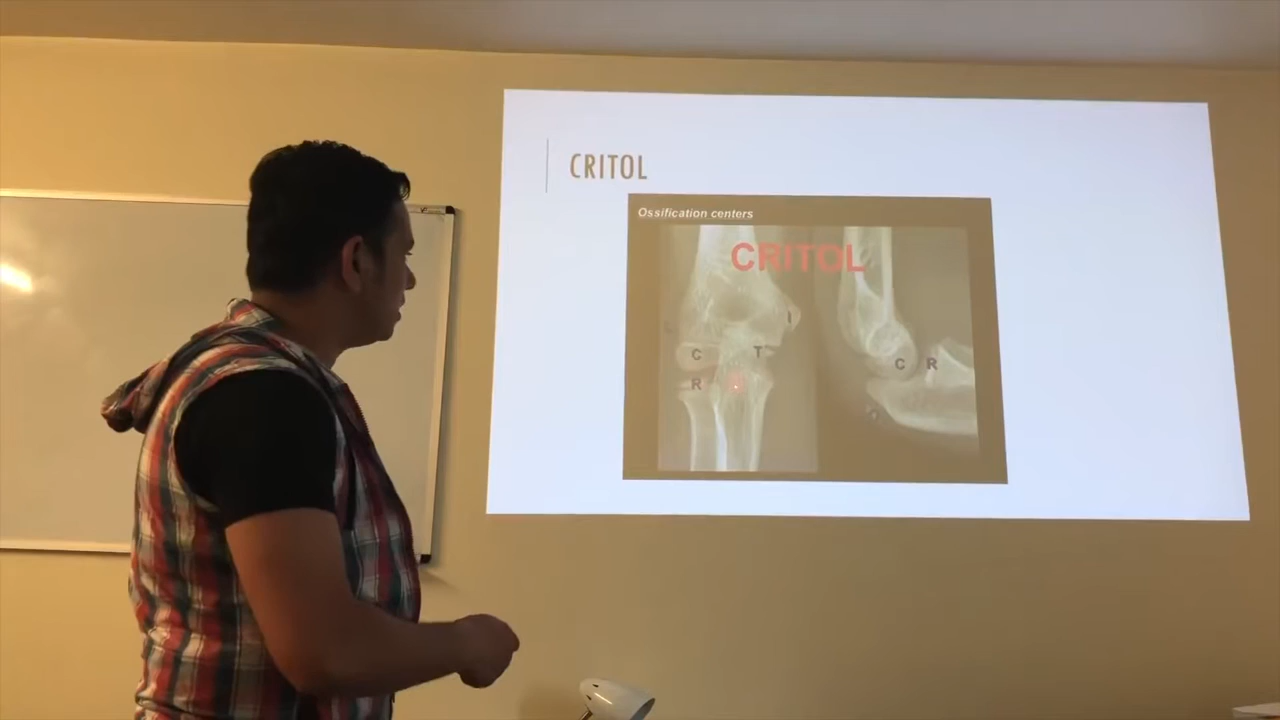 CRITOL
Ossification centers
CRITOL
I
C T
R
C R